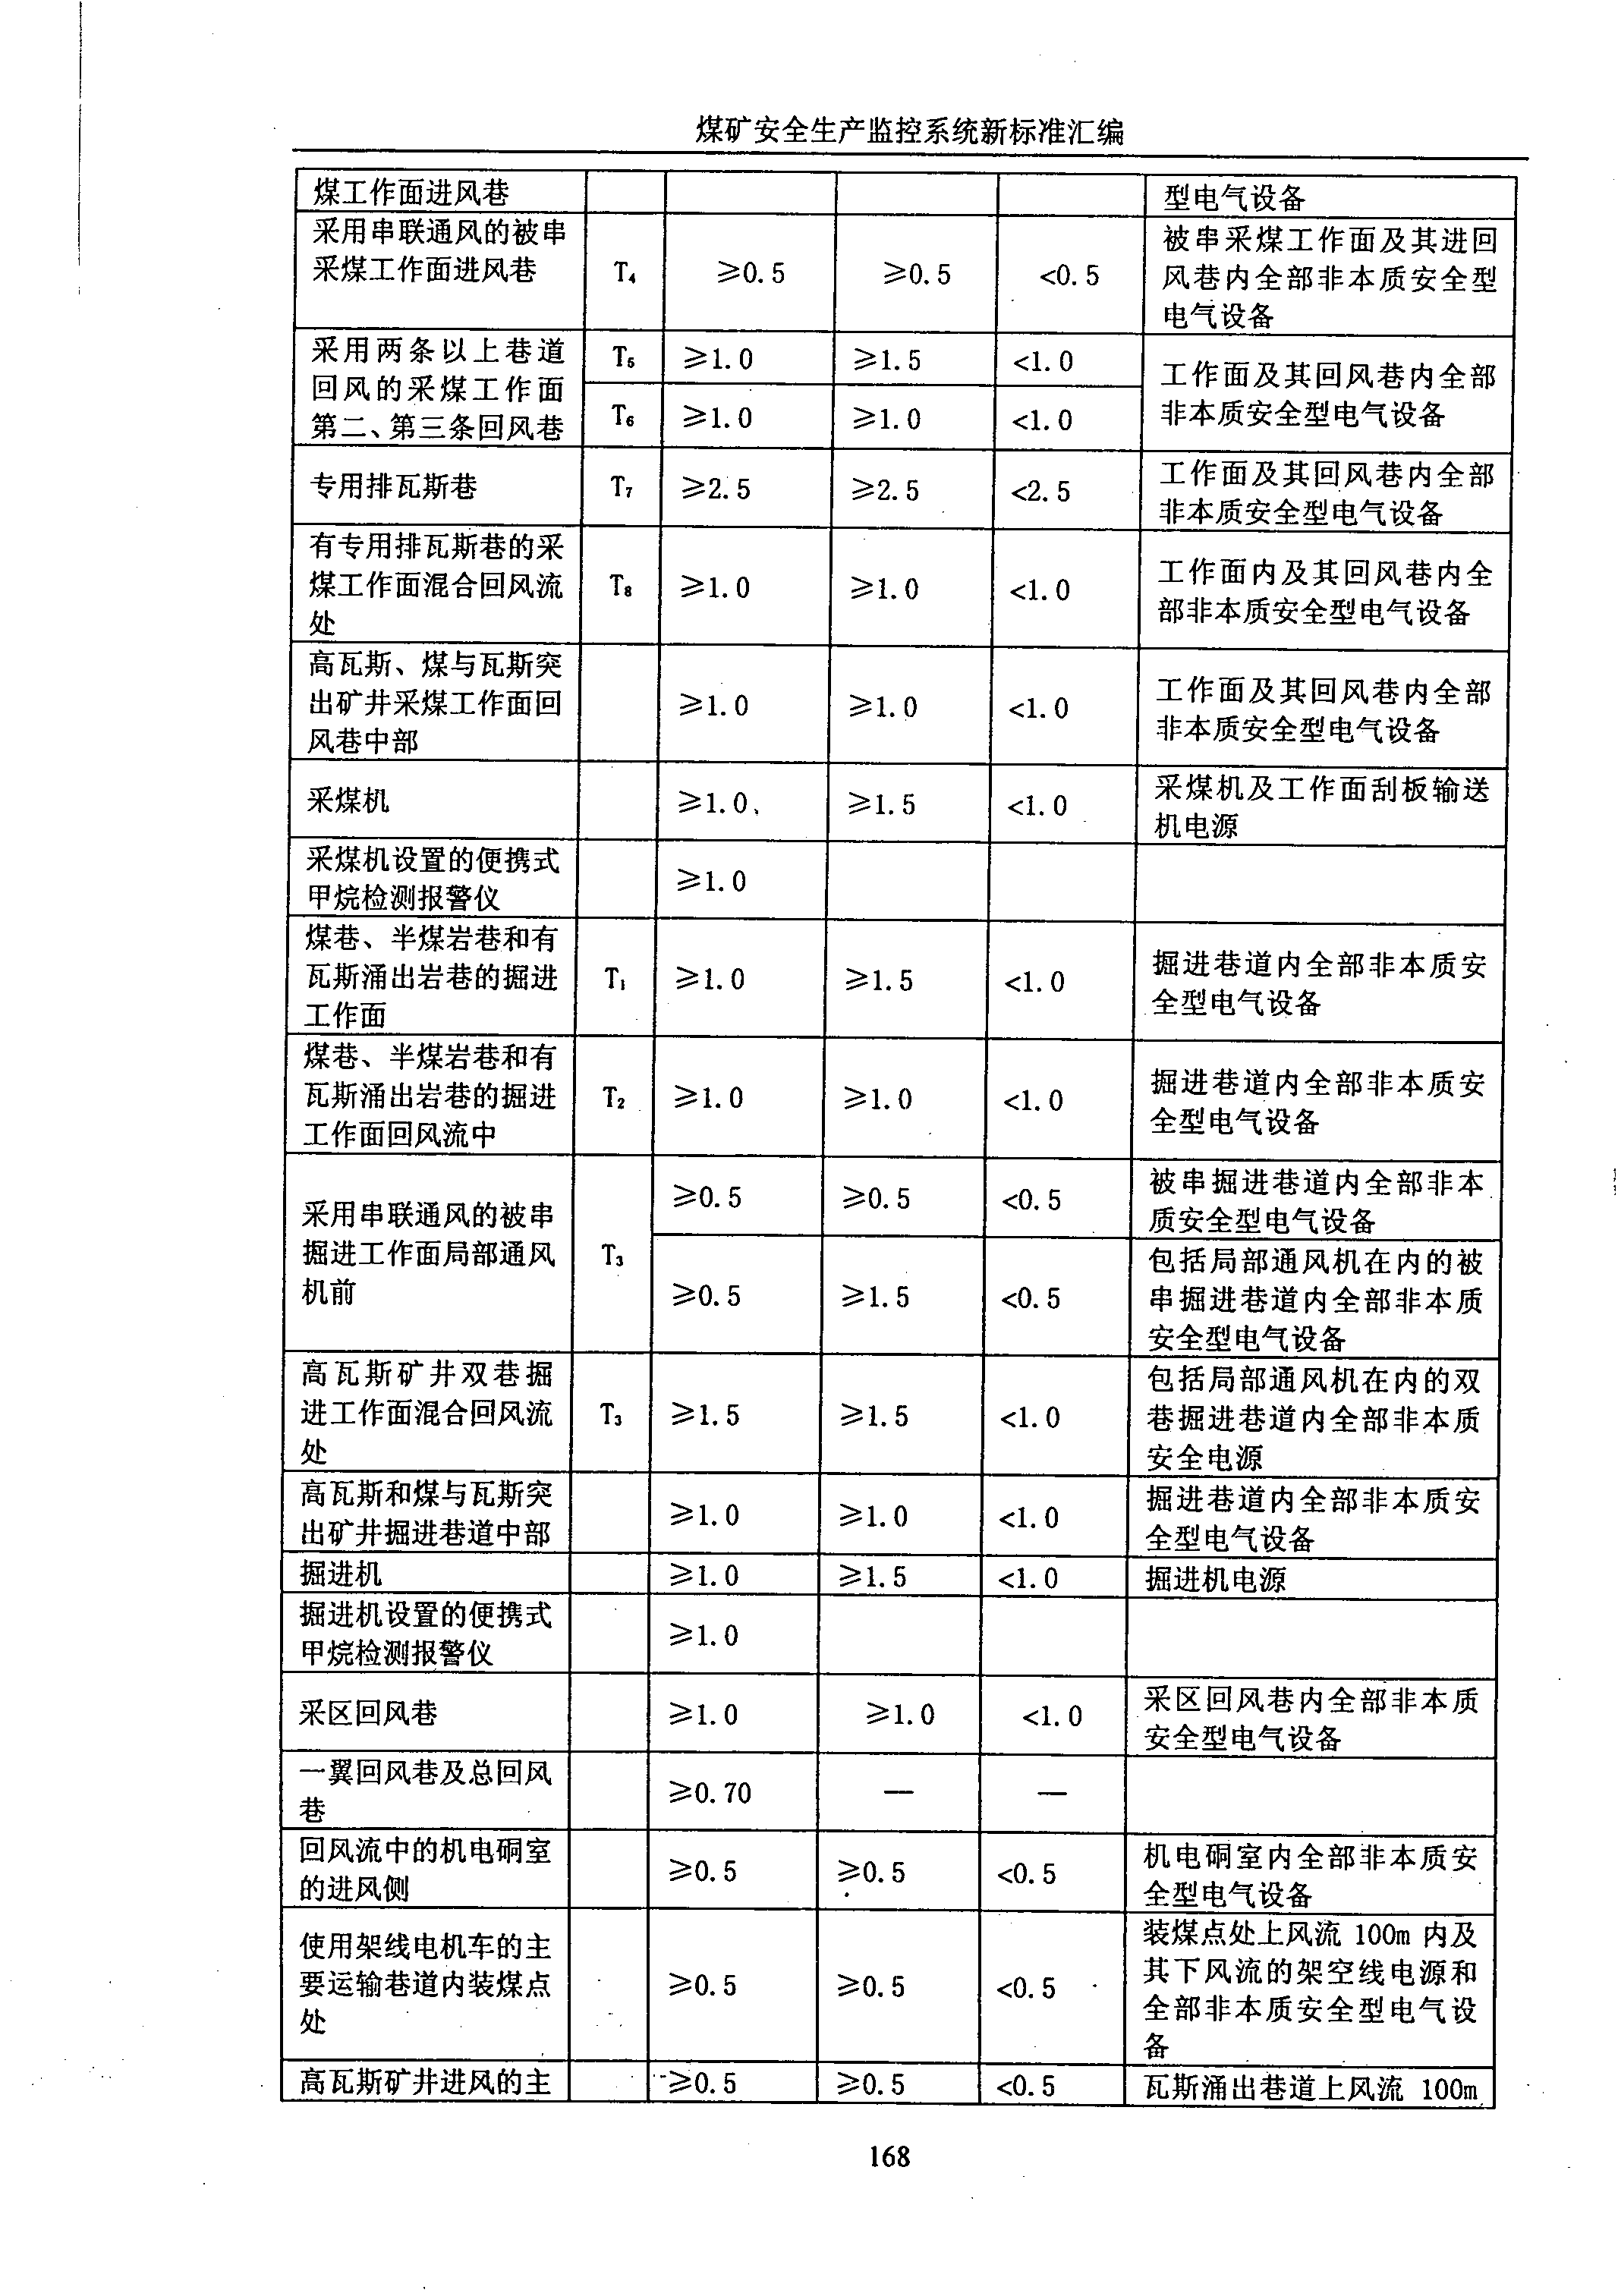 煤矿安全生产监控系统新标准汇编
煤工作面进风巷
型电气设备
采用串联通风的被串
采煤工作面进风巷
T₄
≥0.5
≥0.5
<0.5
被串采煤工作面及其进回
风巷内全部非本质安全型
电气设备
采用两条以上巷道
回风的采煤工作面
第二、第三条回风巷
T₅
≥1.0
≥1.5
<1.0
T₆
≥1.0
≥1.0
<1.0
工作面及其回风巷内全部
非本质安全型电气设备
专用排瓦斯巷
T₇
≥2.5
≥2.5
<2.5
工作面及其回风巷内全部
非本质安全型电气设备
有专用排瓦斯巷的采
煤工作面混合回风流
处
T₈
≥1.0
≥1.0
<1.0
工作面内及其回风巷内全
部非本质安全型电气设备
高瓦斯、煤与瓦斯突
出矿井采煤工作面回
风巷中部
≥1.0
≥1.0
<1.0
工作面及其回风巷内全部
非本质安全型电气设备
采煤机
≥1.0
≥1.5
<1.0
采煤机及工作面刮板输送
机电源
采煤机设置的便携式
甲烷检测报警仪
≥1.0
煤巷、半煤岩巷和有
瓦斯涌出岩巷的掘进
工作面
T₁
≥1.0
≥1.5
<1.0
掘进巷道内全部非本质安
全型电气设备
煤巷、半煤岩巷和有
瓦斯涌出岩巷的掘进
工作面回风流中
T₂
≥1.0
≥1.0
<1.0
掘进巷道内全部非本质安
全型电气设备
采用串联通风的被串
掘进工作面局部通风
机前
T₃
≥0.5
≥0.5
<0.5
被串掘进巷道内全部非本
质安全型电气设备
≥0.5
≥1.5
<0.5
包括局部通风机在内的被
串掘进巷道内全部非本质
安全型电气设备
高瓦斯矿井双巷掘
进工作面混合回风流
处
T₃
≥1.5
≥1.5
<1.0
包括局部通风机在内的双
巷掘进巷道内全部非本质
安全电源
高瓦斯和煤与瓦斯突
出矿井掘进巷道中部
≥1.0
≥1.0
<1.0
掘进巷道内全部非本质安
全型电气设备
掘进机
≥1.0
≥1.5
<1.0
掘进机电源
掘进机设置的便携式
甲烷检测报警仪
≥1.0
采区回风巷
≥1.0
≥1.0
<1.0
采区回风巷内全部非本质
安全型电气设备
一翼回风巷及总回风
巷
≥0.70
—
—
回风流中的机电硐室
的进风侧
≥0.5
≥0.5
<0.5
机电硐室内全部非本质安
全型电气设备
使用架线电机车的主
要运输巷道内装煤点
处
≥0.5
≥0.5
<0.5
装煤点处上风流 100m 内及
其下风流的架空线电源和
全部非本质安全型电气设
备
高瓦斯矿井进风的主
≥0.5
≥0.5
<0.5
瓦斯涌出巷道上风流 100m
168